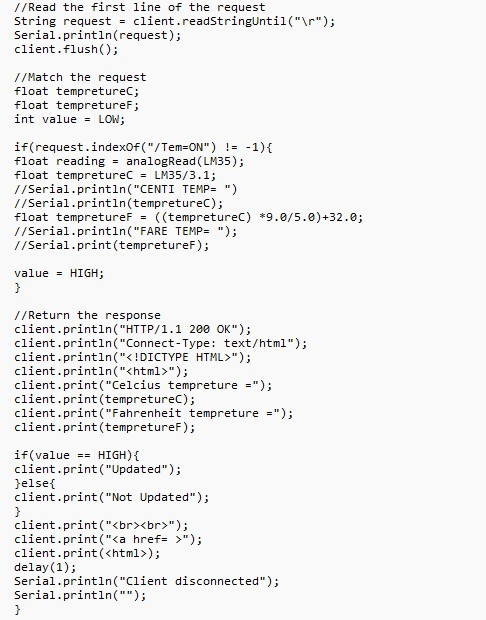 //Read the first line of the request
String request = client.readStringUntil("\r");
Serial.println(request);
client.flush();
//Match the request
float tempretureC;
float tempretureF;
int value = LOW;
if(request.indexOf("/Tem=ON") != -1){
float reading = analogRead(LM35);
float tempretureC = LM35/3.1;
//Serial.println("CENTI TEMP= ")
//Serial.println(tempretureC);
float tempretureF = ((tempretureC) *9.0/5.0)+32.0;
//Serial.println("FARE TEMP= ");
//Serial.print(tempretureF);
value = HIGH;
}
//Return the response
client.println("HTTP/1.1 200 OK");
client.println("Connect-Type: text/html");
client.println("<!DICTYPE HTML>");
client.println("<html>");
client.print("Celcius tempreture =");
client.print(tempretureC);
client.print("Fahrenheit tempreture =");
client.print(tempretureF);
if(value == HIGH){
client.print("Updated");
}else{
client.print("Not Updated");
}
client.print("<br><br>");
client.print("<a href= >");
client.print(<html>);
delay(1);
Serial.println("Client disconnected");
Serial.println("");
}